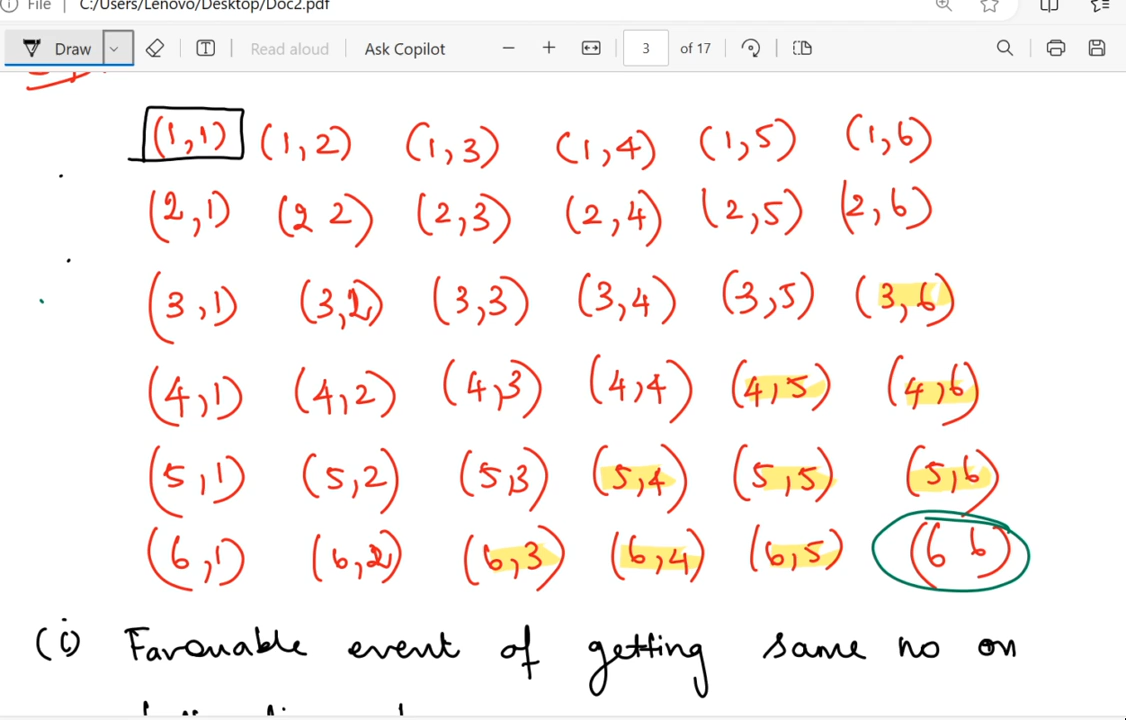 File | C:/Users/Lenovo/Desktop/Doc2.pdf
Draw | T | Read aloud | Ask Copilot − + 3 of 17
(1,1) (1,2) (1,3) (1,4) (1,5) (1,6)
(2,1) (2 2) (2,3) (2,4) (2,5) (2,6)
(3,1) (3,2) (3,3) (3,4) (3,5) (3,6)
(4,1) (4,2) (4,3) (4,4) (4,5) (4,6)
(5,1) (5,2) (5,3) (5,4) (5,5) (5,6)
(6,1) (6,2) (6,3) (6,4) (6,5) (6 6)
(i) Favouable event of getting same no on